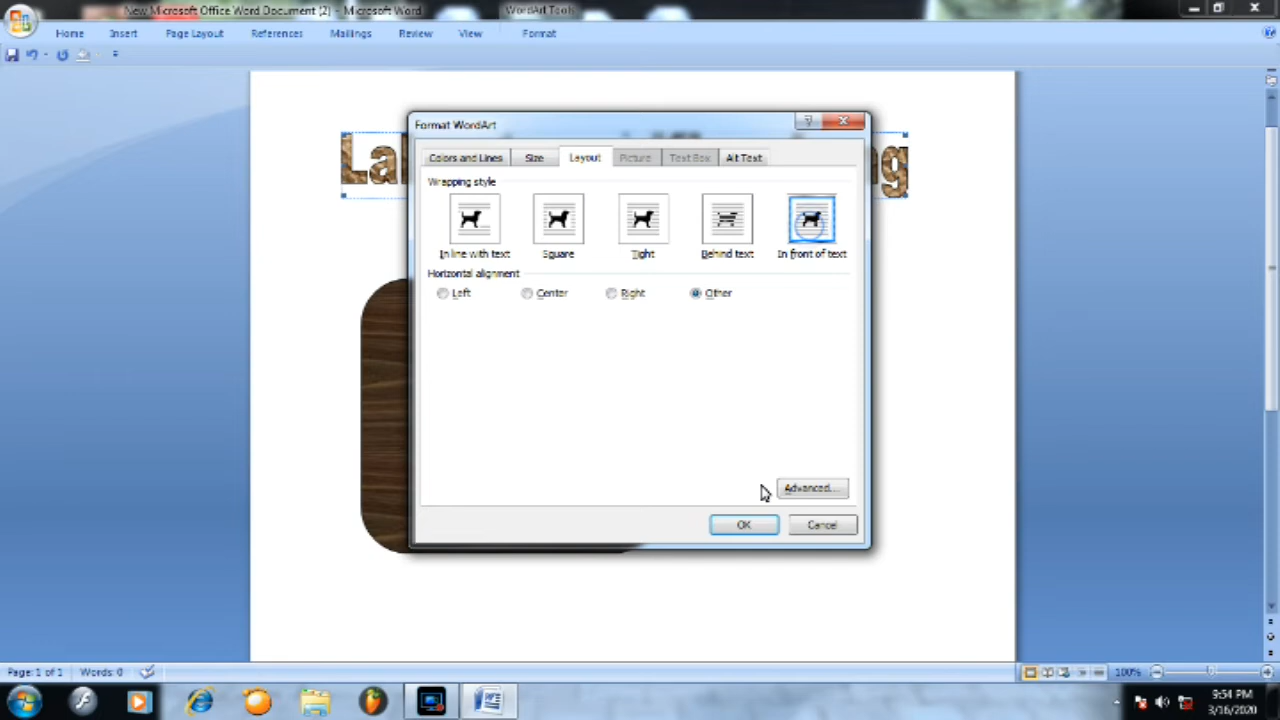 New Microsoft Office Word Document (2) - Microsoft Word
WordArt Tools
Home Insert Page Layout References Mailings Review View Format
Format WordArt
Colors and Lines Size Layout Picture Text Box Alt Text
Wrapping style
In line with text Square Tight Behind text In front of text
Horizontal alignment
Left Center Right Other
Advanced...
OK Cancel
Page: 1 of 1 Words: 0 100%
9:54 PM
3/16/2020